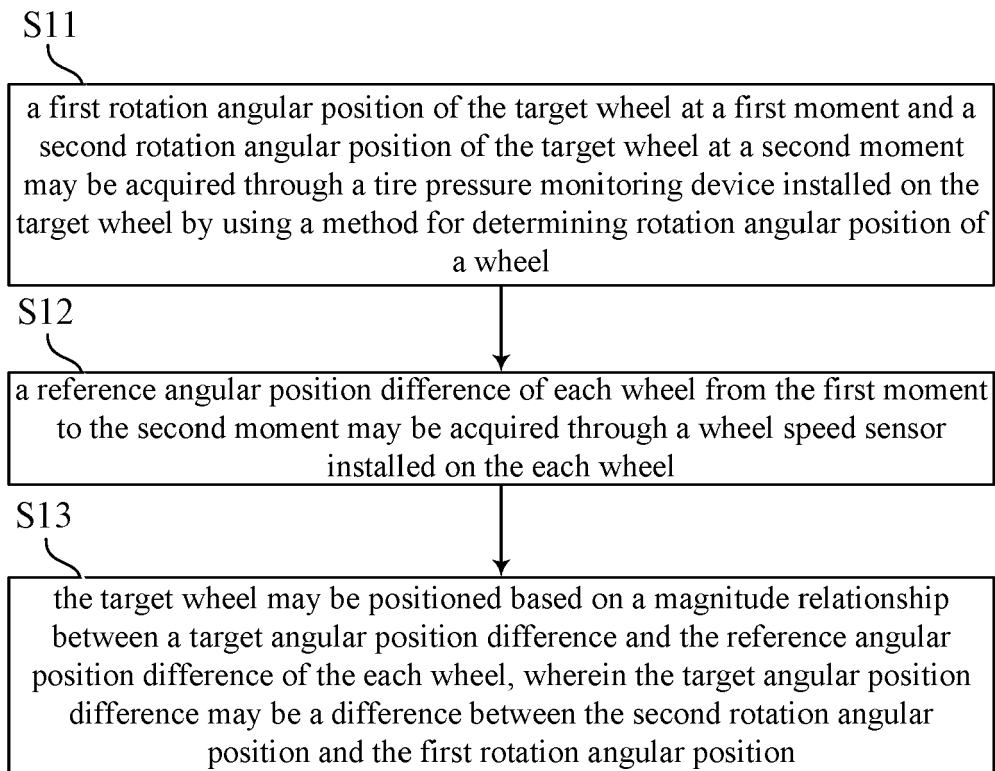 S11
a first rotation angular position of the target wheel at a first moment and a
second rotation angular position of the target wheel at a second moment
may be acquired through a tire pressure monitoring device installed on the
target wheel by using a method for determining rotation angular position of
a wheel
S12
a reference angular position difference of each wheel from the first moment
to the second moment may be acquired through a wheel speed sensor
installed on the each wheel
S13
the target wheel may be positioned based on a magnitude relationship
between a target angular position difference and the reference angular
position difference of the each wheel, wherein the target angular position
difference may be a difference between the second rotation angular
position and the first rotation angular position